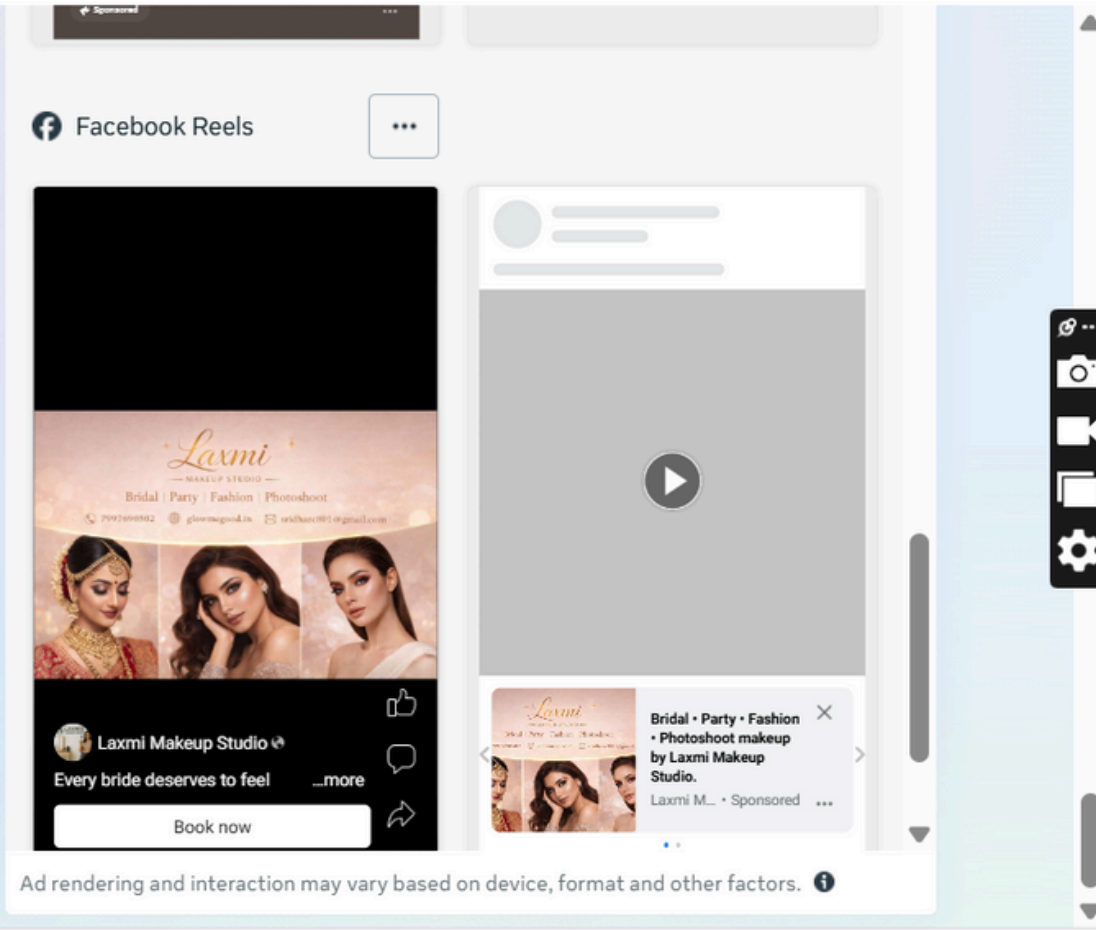 Sponsored
Facebook Reels
Laxmi
MAKEUP STUDIO
Bridal | Party | Fashion | Photoshoot
glowmegood.in
Laxmi Makeup Studio
Every bride deserves to feel ...more
Book now
Laxmi
Bridal • Party • Fashion
• Photoshoot makeup
by Laxmi Makeup
Studio.
Laxmi M... • Sponsored
Ad rendering and interaction may vary based on device, format and other factors.